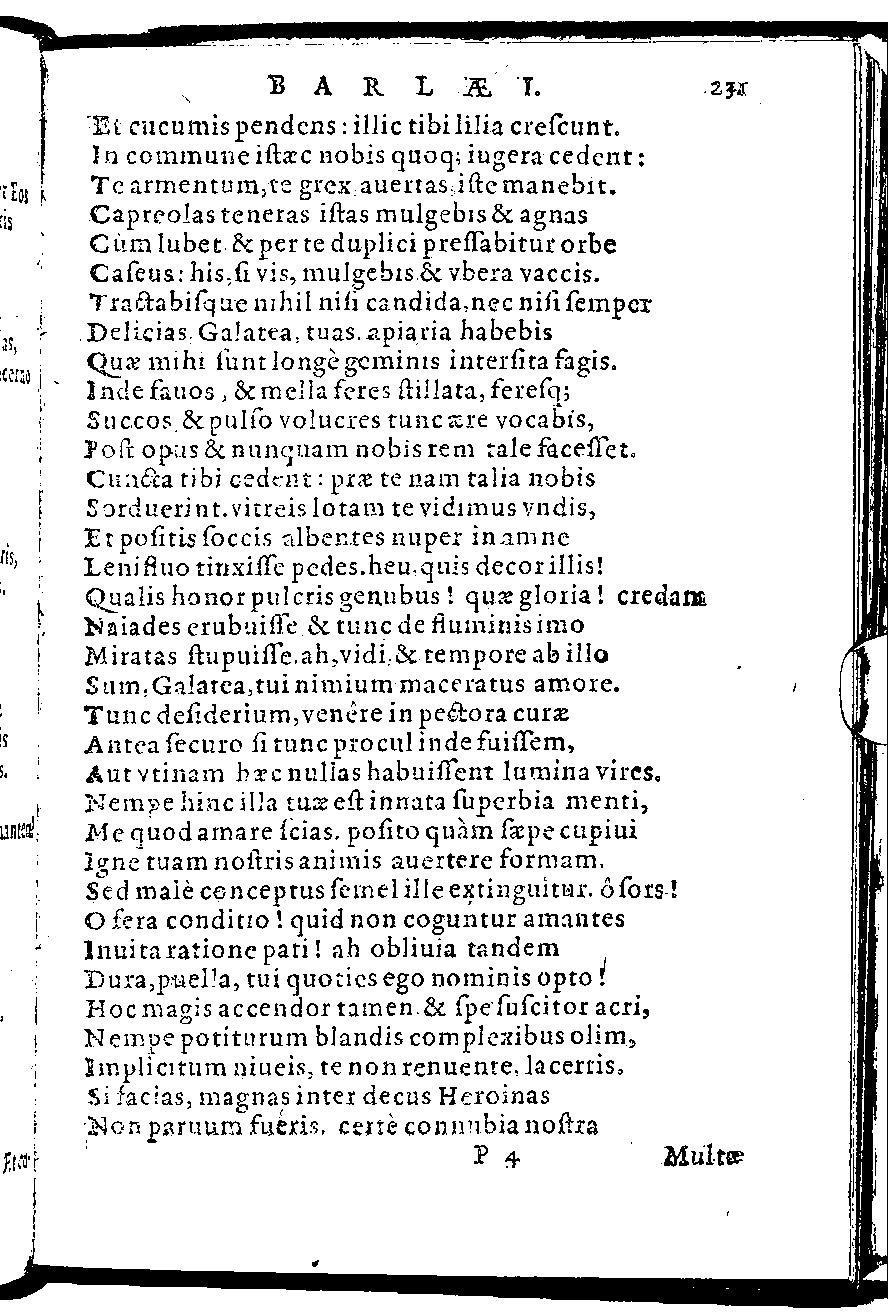 BARLÆI. 231
Et cucumis pendens: illic tibi lilia creſcunt.
In commune iſtæc nobis quoq; iugera cedent:
Te armentum, te grex auertas, iſte manebit.
Capreolas teneras iſtas mulgebis & agnas
Cùm lubet & per te duplici preſſabitur orbe
Caſeus: his, ſi vis, mulgebis & vbera vaccis.
Tractabiſque nihil niſi candida, nec niſi ſemper
Delicias, Galatea, tuas. apiaria habebis
Quæ mihi ſunt longè geminis interſita fagis.
Inde fauos, & mella feres ſtillata, fereſq;
Succos & pulſo volucres tunc ære vocabis,
Poſt opus & nunquam nobis rem tale faceſſet.
Cuncta tibi cedent: præ te nam talia nobis
Sorduerint. vitreis lotam te vidimus vndis,
Et poſitis ſoccis albentes nuper in amne
Lenifluo tinxiſſe pedes. heu, quis decor illis!
Qualis honor pulcris genubus! quæ gloria! credam
Naiades erubuiſſe & tunc de fluminis imo
Miratas ſtupuiſſe. ah, vidi, & tempore ab illo
Sum, Galatea, tui nimium maceratus amore.
Tunc deſiderium, venêre in pectora curæ
Antea ſecuro ſi tunc procul inde fuiſſem,
Aut vtinam hæc nullas habuiſſent lumina vires.
Nempe hinc illa tuæ eſt innata ſuperbia menti,
Me quod amare ſcias. poſito quàm ſæpe cupiui
Igne tuam noſtris animis auertere formam.
Sed malè conceptus ſemel ille extinguitur. ô ſors!
O fera conditio! quid non coguntur amantes
Inuita ratione pati! ah obliuia tandem
Dura, puella, tui quoties ego nominis opto!
Hoc magis accendor tamen & ſpe ſuſcitor acri,
Nempe potiturum blandis complexibus olim,
Implicitum niueis, te non renuente, lacertis.
Si facias, magnas inter decus Heroinas
Non paruum fuéris. certè connubia noſtra
P 4 Multæ